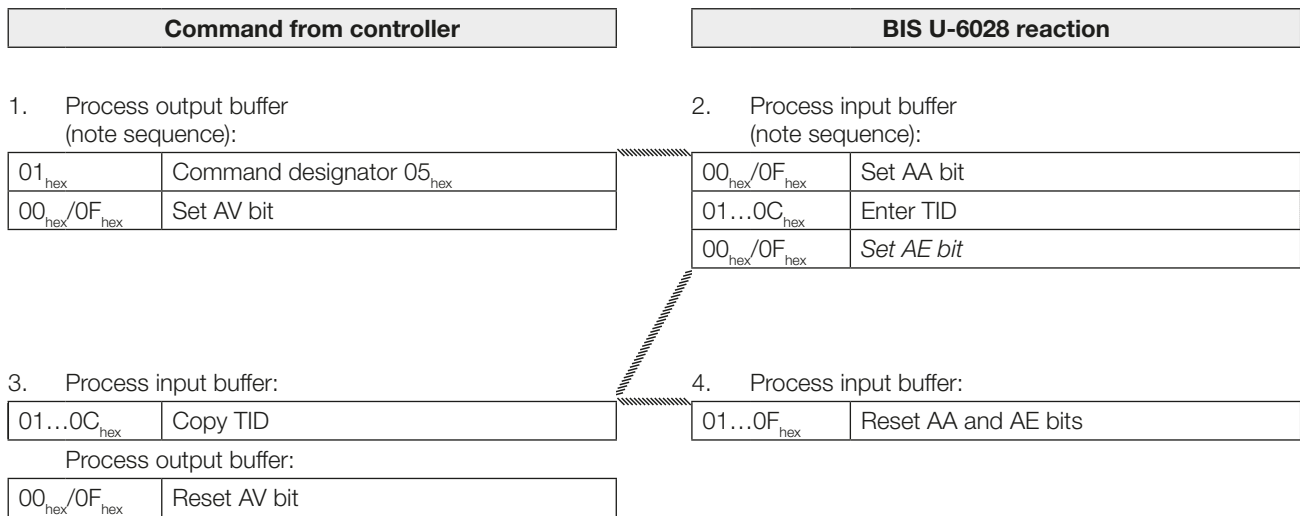 Command from controller
BIS U-6028 reaction
1. Process output buffer
(note sequence):
01hex Command designator 05hex
00hex/0Fhex Set AV bit
2. Process input buffer
(note sequence):
00hex/0Fhex Set AA bit
01…0Chex Enter TID
00hex/0Fhex Set AE bit
3. Process input buffer:
01…0Chex Copy TID
Process output buffer:
00hex/0Fhex Reset AV bit
4. Process input buffer:
01…0Fhex Reset AA and AE bits